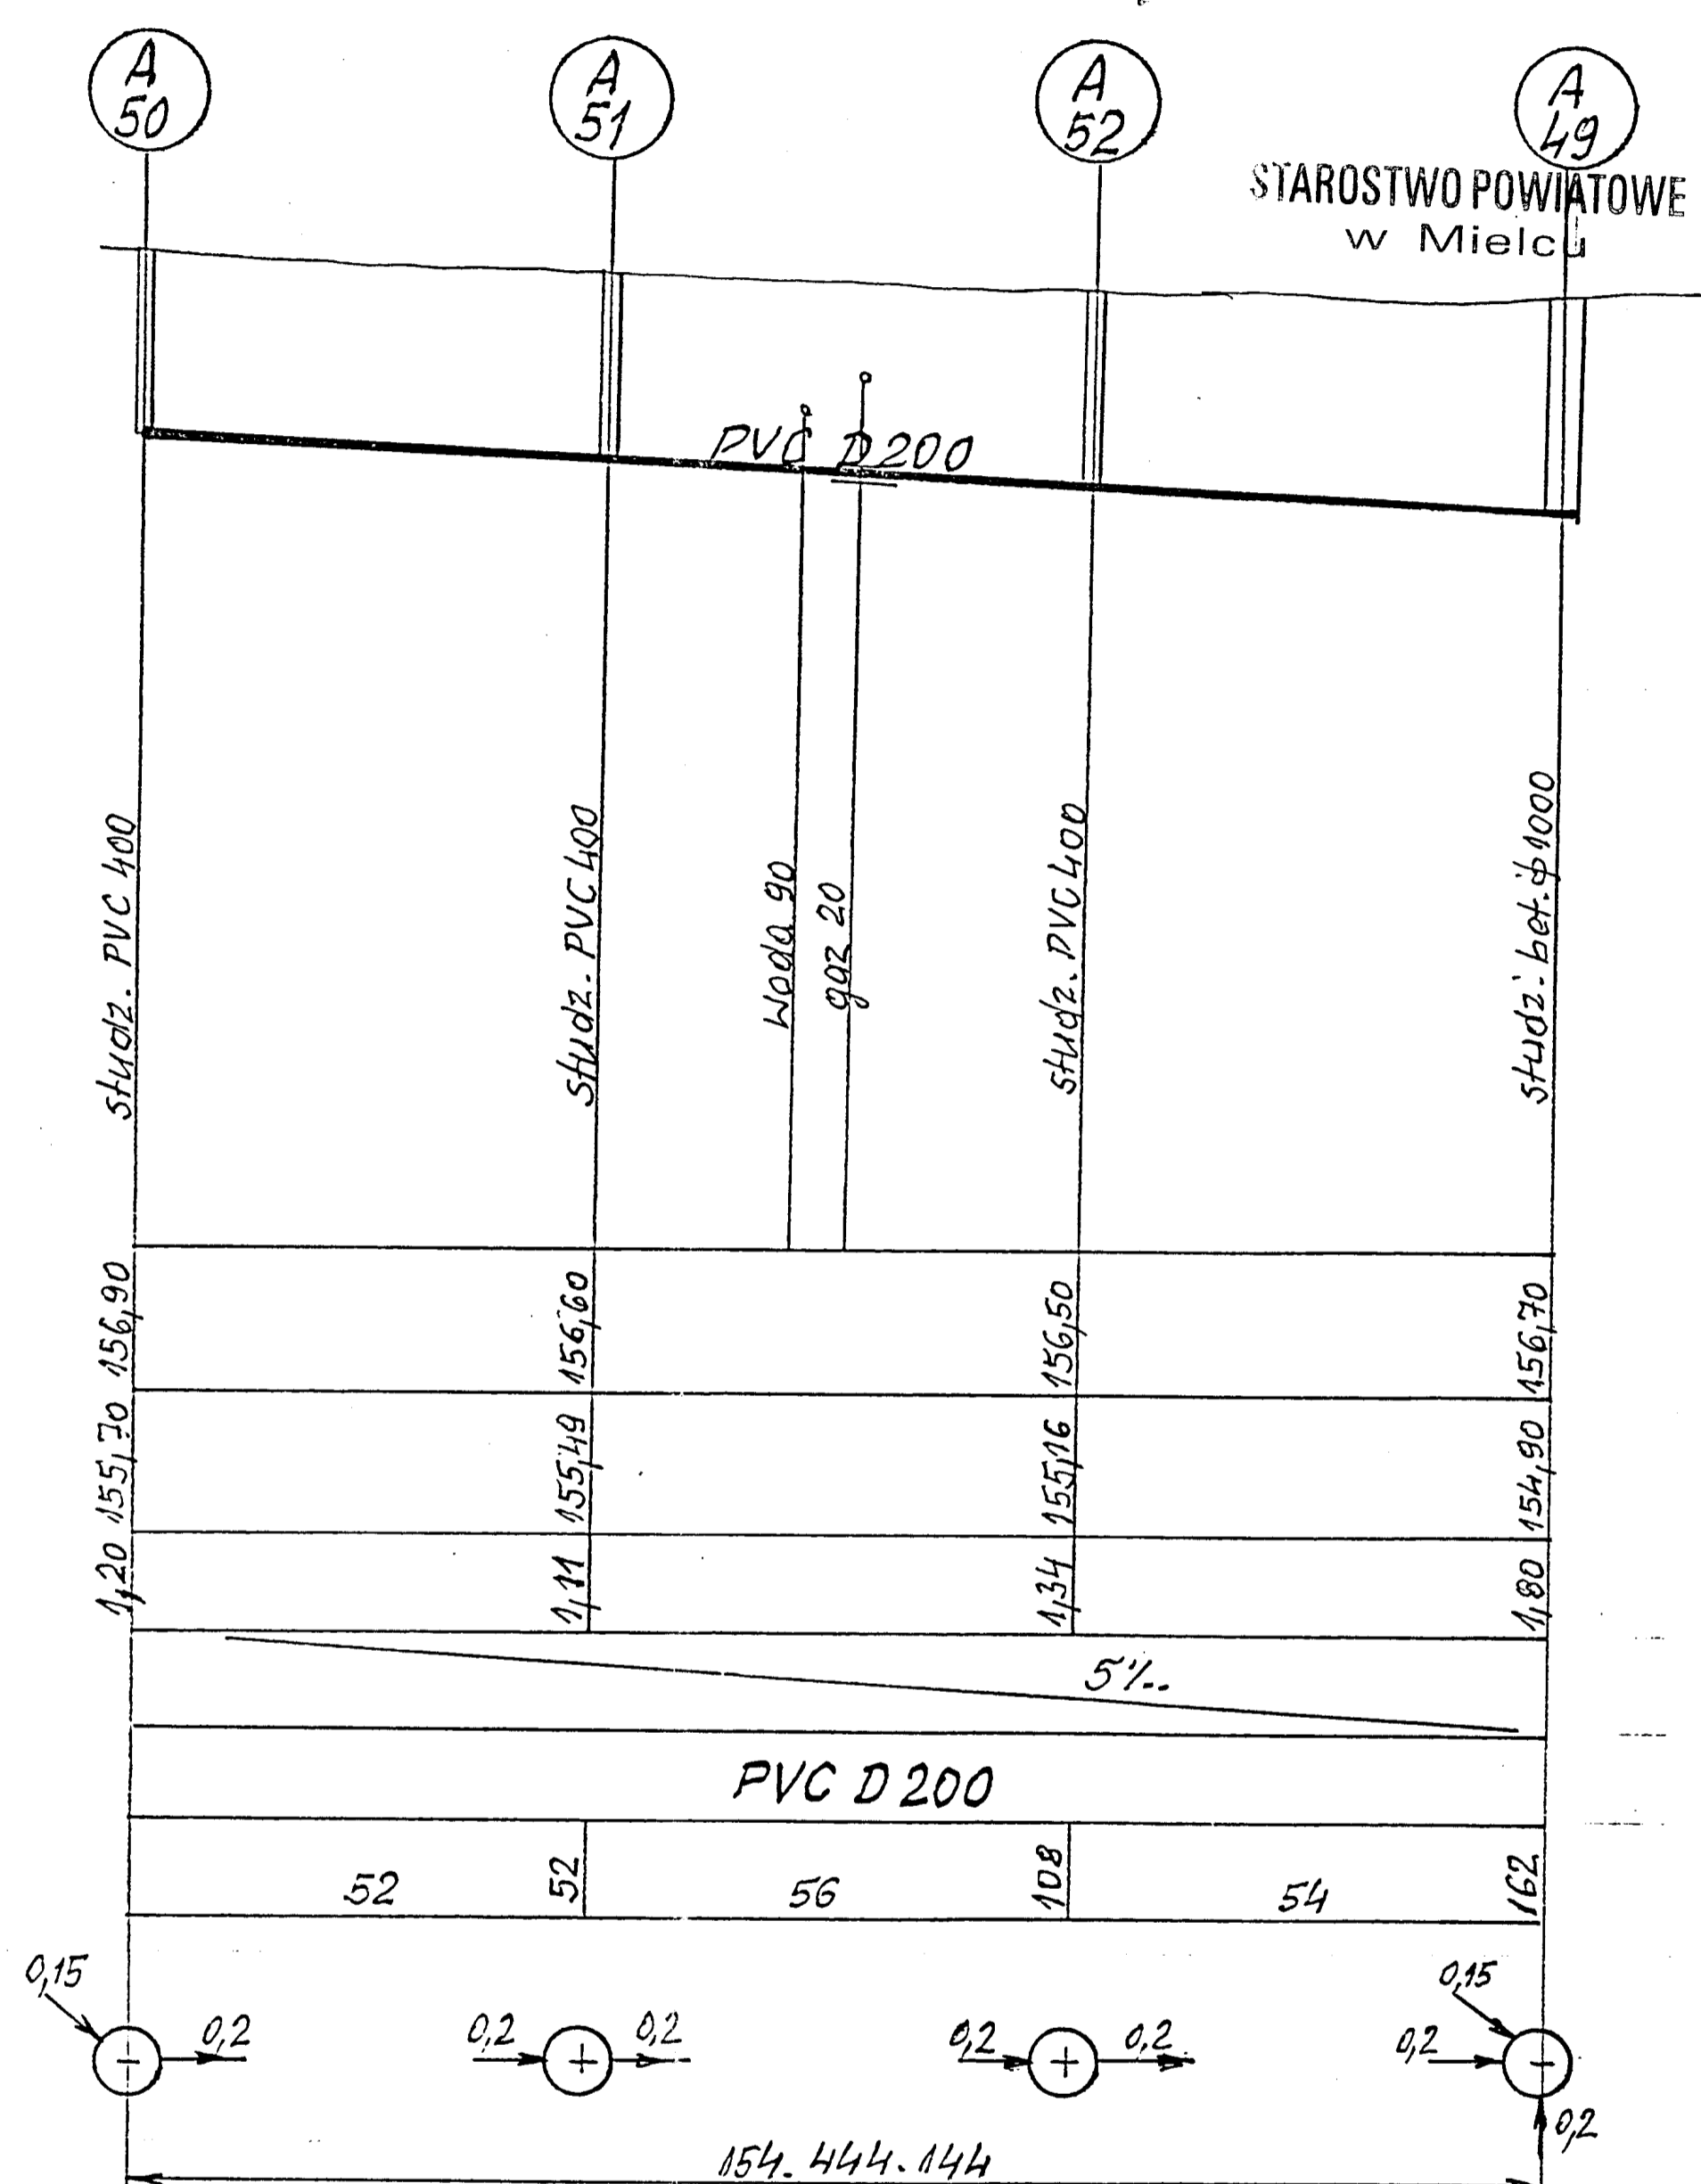 A 50
A 51
A 52
A 49
STAROSTWO POWIATOWE
w Mielcu
PVC D200
studz. PVC 400
studz. PVC 400
woda 90
gaz 20
studz. PVC 400
studz. bet. ф 1000
156,90
156,60
156,50
156,70
155,70
155,49
155,16
154,90
1,20
1,11
1,34
1,80
5‰
PVC D 200
52
52
56
108
54
162
0,15
0,2
0,2
0,2
0,2
0,2
0,15
0,2
0,2
154. 444. 144